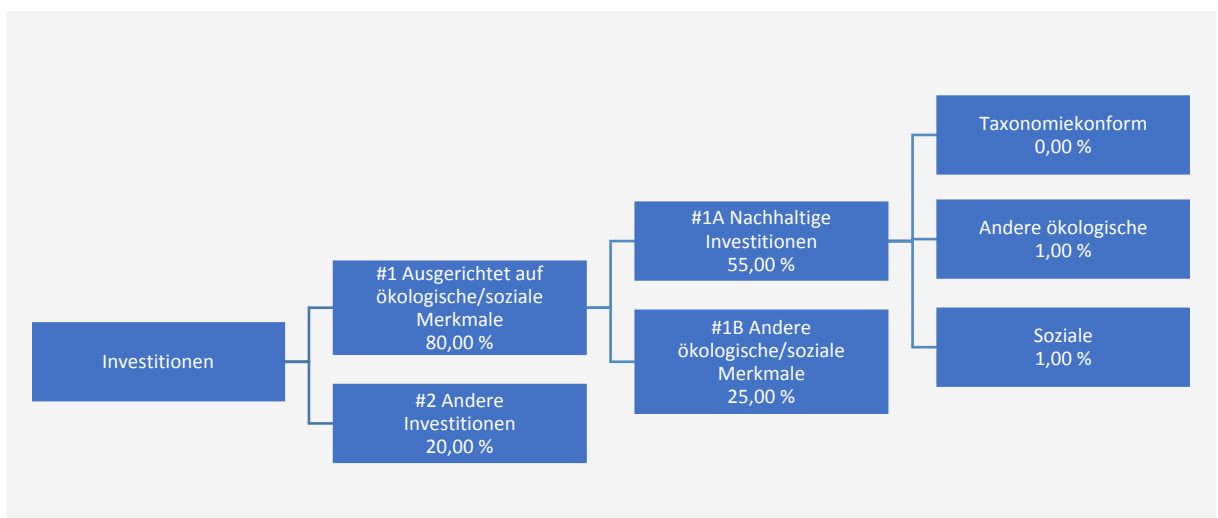 Investitionen
#1 Ausgerichtet auf
ökologische/soziale
Merkmale
80,00 %
#2 Andere
Investitionen
20,00 %
#1A Nachhaltige
Investitionen
55,00 %
#1B Andere
ökologische/soziale
Merkmale
25,00 %
Taxonomiekonform
0,00 %
Andere ökologische
1,00 %
Soziale
1,00 %